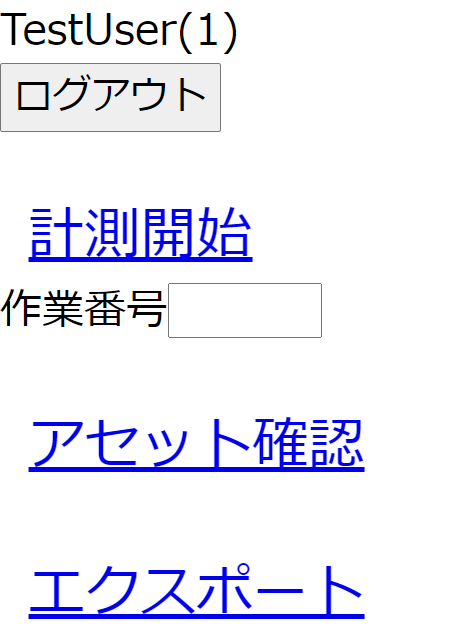 TestUser(1)
ログアウト
計測開始
作業番号
アセット確認
エクスポート